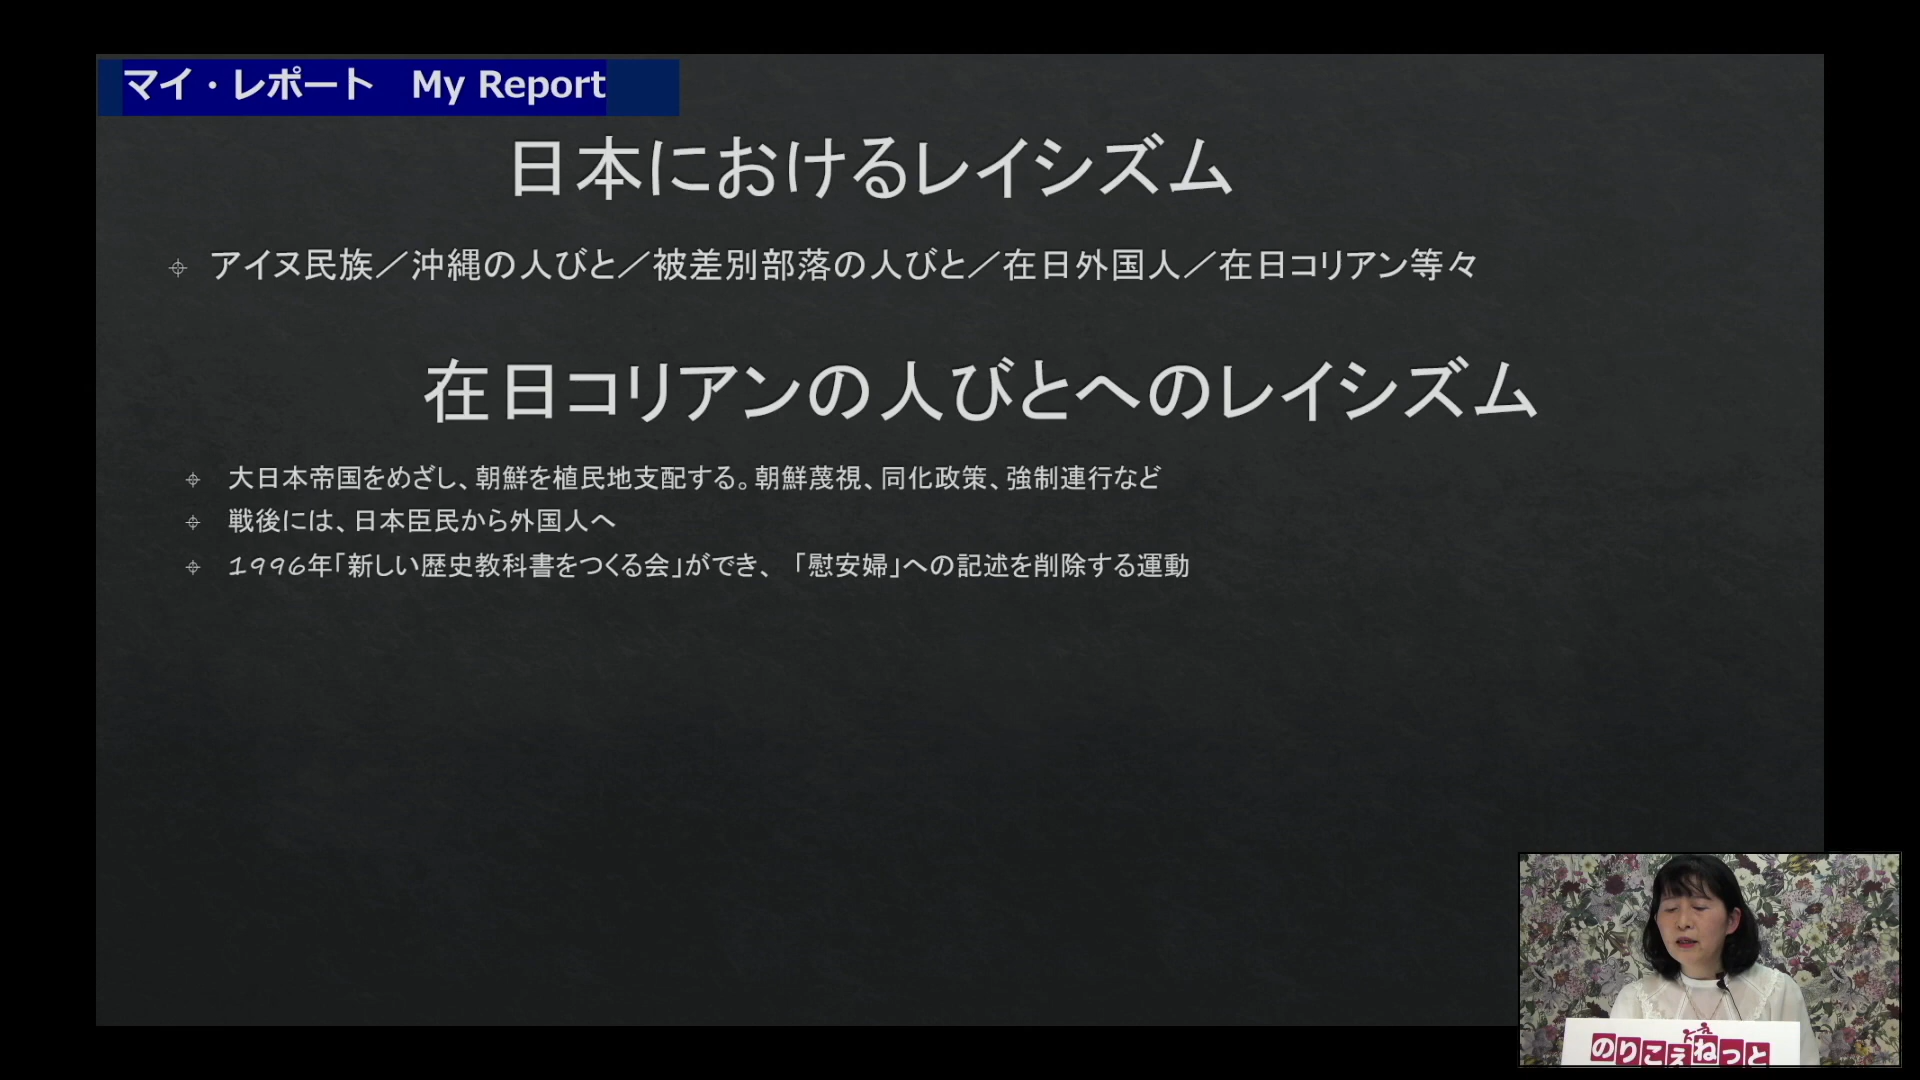 マイ・レポート　My Report
日本におけるレイシズム
アイヌ民族／沖縄の人びと／被差別部落の人びと／在日外国人／在日コリアン等々
在日コリアンの人びとへのレイシズム
大日本帝国をめざし、朝鮮を植民地支配する。朝鮮蔑視、同化政策、強制連行など
戦後には、日本臣民から外国人へ
1996年「新しい歴史教科書をつくる会」ができ、「慰安婦」への記述を削除する運動
のりこえねっと